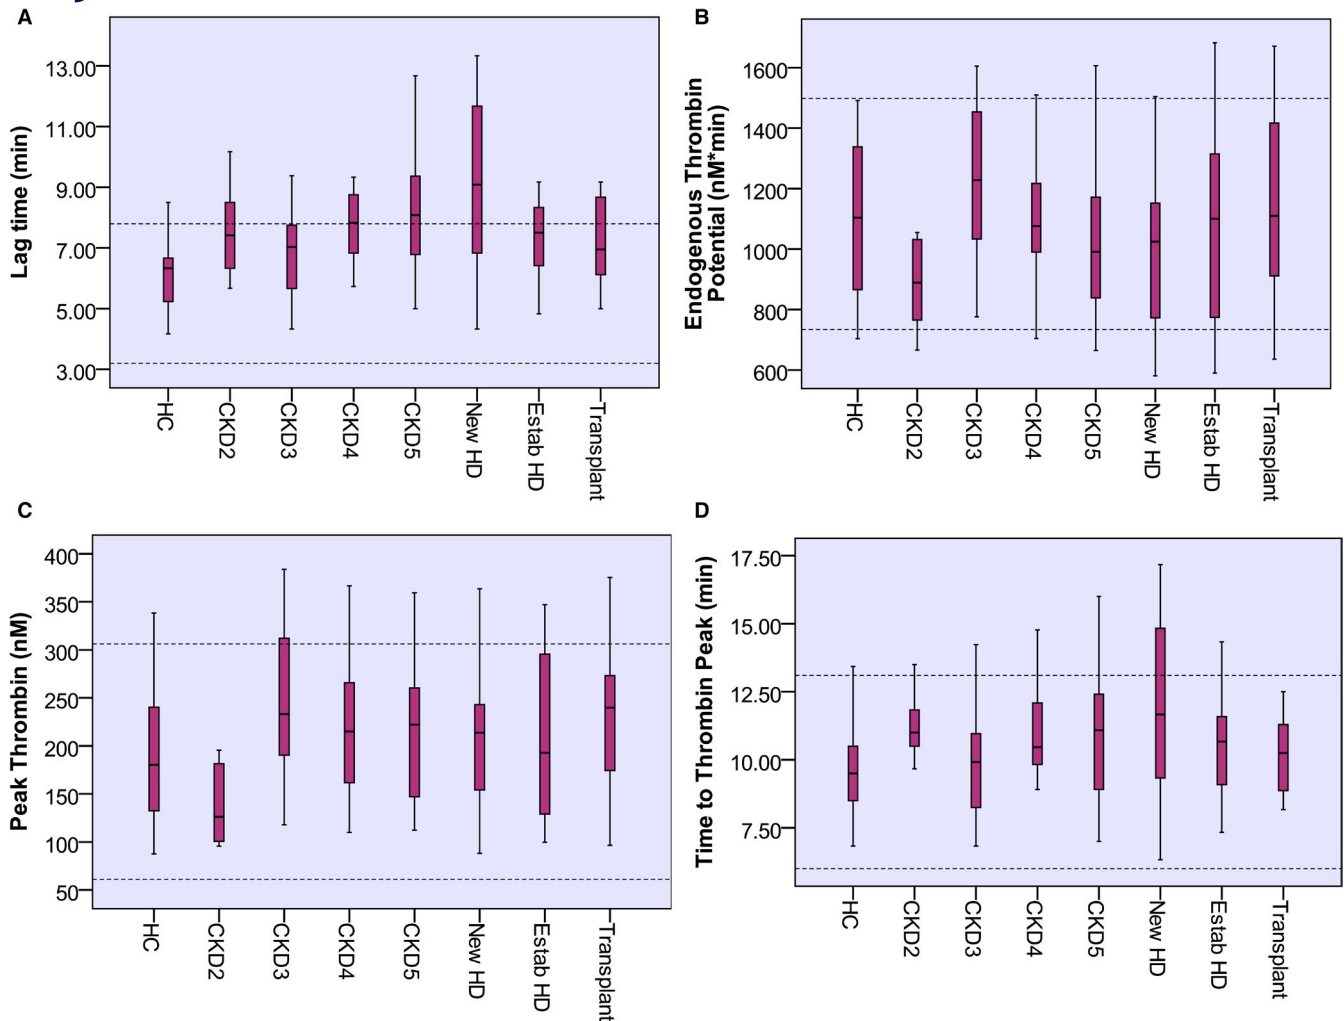 A
Lag time (min)
13.00
11.00
9.00
7.00
5.00
3.00
HC
CKD2
CKD3
CKD4
CKD5
New HD
Estab HD
Transplant
B
Endogenous Thrombin
Potential (nM*min)
1600
1400
1200
1000
800
600
HC
CKD2
CKD3
CKD4
CKD5
New HD
Estab HD
Transplant
C
Peak Thrombin (nM)
400
350
300
250
200
150
100
50
HC
CKD2
CKD3
CKD4
CKD5
New HD
Estab HD
Transplant
D
Time to Thrombin Peak (min)
17.50
15.00
12.50
10.00
7.50
HC
CKD2
CKD3
CKD4
CKD5
New HD
Estab HD
Transplant